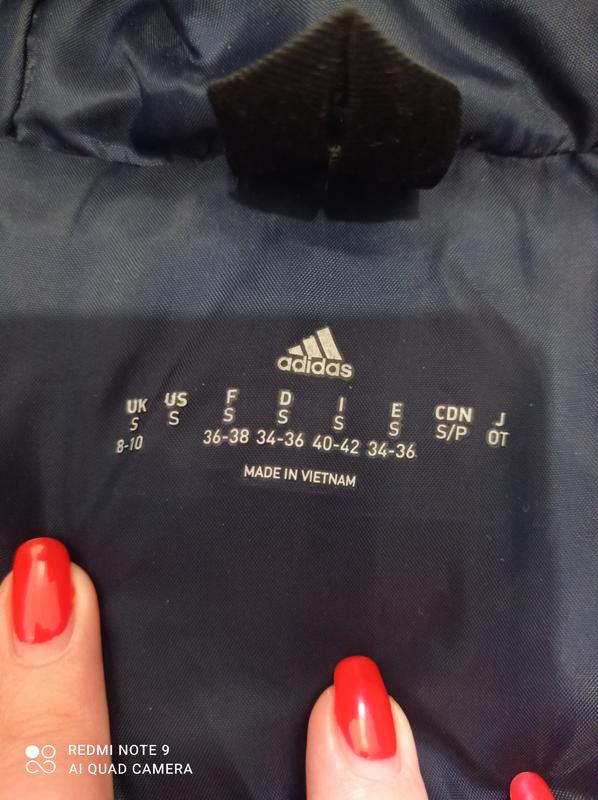 adidas
UK US F D I E CDN J
S S S S S S S/P OT
8-10 36-38 34-36 40-42 34-36
MADE IN VIETNAM
REDMI NOTE 9
AI QUAD CAMERA